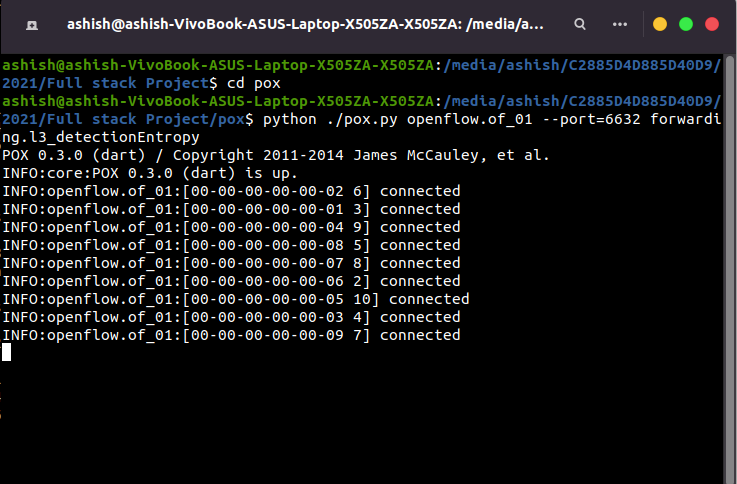 ashish@ashish-VivoBook-ASUS-Laptop-X505ZA-X505ZA: /media/a...
ashish@ashish-VivoBook-ASUS-Laptop-X505ZA-X505ZA:/media/ashish/C2885D4D885D40D9/
2021/Full stack Project$ cd pox
ashish@ashish-VivoBook-ASUS-Laptop-X505ZA-X505ZA:/media/ashish/C2885D4D885D40D9/
2021/Full stack Project/pox$ python ./pox.py openflow.of_01 --port=6632 forwardi
ng.l3_detectionEntropy
POX 0.3.0 (dart) / Copyright 2011-2014 James McCauley, et al.
INFO:core:POX 0.3.0 (dart) is up.
INFO:openflow.of_01:[00-00-00-00-00-02 6] connected
INFO:openflow.of_01:[00-00-00-00-00-01 3] connected
INFO:openflow.of_01:[00-00-00-00-00-04 9] connected
INFO:openflow.of_01:[00-00-00-00-00-08 5] connected
INFO:openflow.of_01:[00-00-00-00-00-07 8] connected
INFO:openflow.of_01:[00-00-00-00-00-06 2] connected
INFO:openflow.of_01:[00-00-00-00-00-05 10] connected
INFO:openflow.of_01:[00-00-00-00-00-03 4] connected
INFO:openflow.of_01:[00-00-00-00-00-09 7] connected